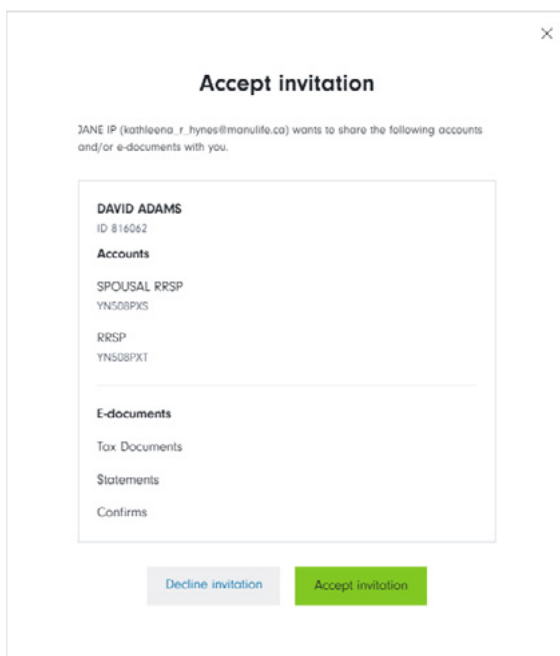 Accept invitation
JANE IP (kathleena_r_hynes@manulife.ca) wants to share the following accounts
and/or e-documents with you.
DAVID ADAMS
ID 816062
Accounts
SPOUSAL RRSP
YN508PXS
RRSP
YN508PXT
E-documents
Tax Documents
Statements
Confirms
Decline invitation
Accept invitation